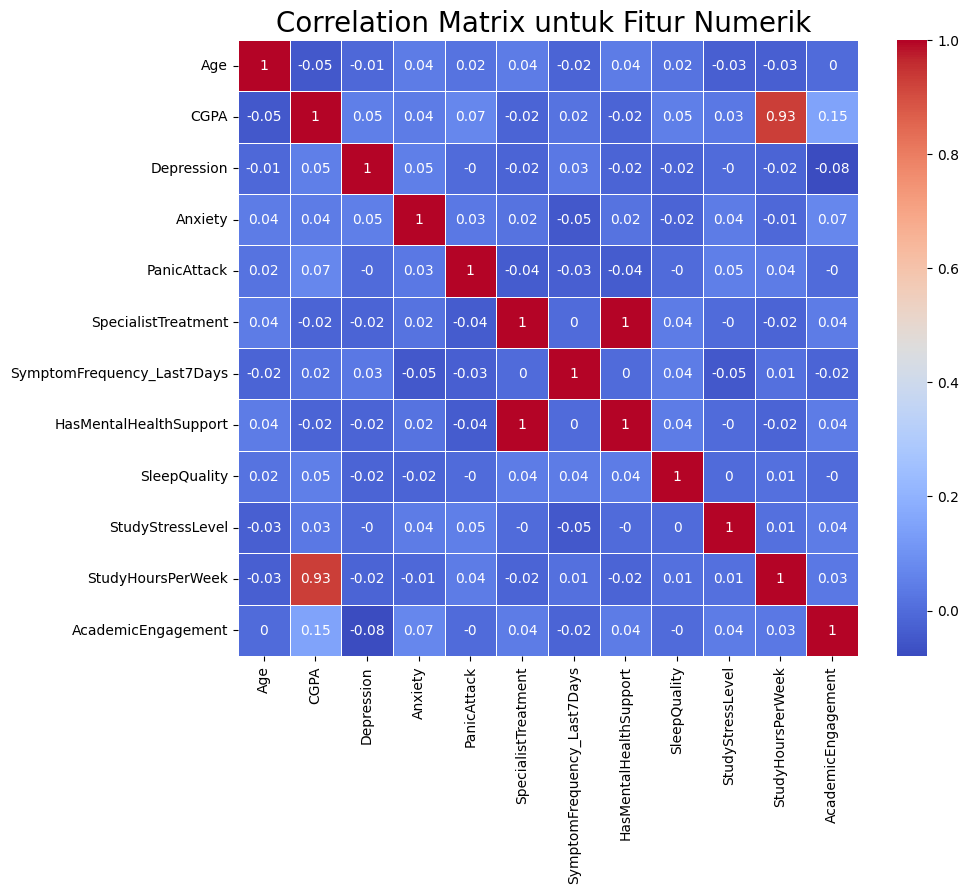 Correlation Matrix untuk Fitur Numerik
Age 1 -0.05 -0.01 0.04 0.02 0.04 -0.02 0.04 0.02 -0.03 -0.03 0
CGPA -0.05 1 0.05 0.04 0.07 -0.02 0.02 -0.02 0.05 0.03 0.93 0.15
Depression -0.01 0.05 1 0.05 -0 -0.02 0.03 -0.02 -0.02 -0 -0.02 -0.08
Anxiety 0.04 0.04 0.05 1 0.03 0.02 -0.05 0.02 -0.02 0.04 -0.01 0.07
PanicAttack 0.02 0.07 -0 0.03 1 -0.04 -0.03 -0.04 -0 0.05 0.04 -0
SpecialistTreatment 0.04 -0.02 -0.02 0.02 -0.04 1 0 1 0.04 -0 -0.02 0.04
SymptomFrequency_Last7Days -0.02 0.02 0.03 -0.05 -0.03 0 1 0 0.04 -0.05 0.01 -0.02
HasMentalHealthSupport 0.04 -0.02 -0.02 0.02 -0.04 1 0 1 0.04 -0 -0.02 0.04
SleepQuality 0.02 0.05 -0.02 -0.02 -0 0.04 0.04 0.04 1 0 0.01 -0
StudyStressLevel -0.03 0.03 -0 0.04 0.05 -0 -0.05 -0 0 1 0.01 0.04
StudyHoursPerWeek -0.03 0.93 -0.02 -0.01 0.04 -0.02 0.01 -0.02 0.01 0.01 1 0.03
AcademicEngagement 0 0.15 -0.08 0.07 -0 0.04 -0.02 0.04 -0 0.04 0.03 1
Age
CGPA
Depression
Anxiety
PanicAttack
SpecialistTreatment
SymptomFrequency_Last7Days
HasMentalHealthSupport
SleepQuality
StudyStressLevel
StudyHoursPerWeek
AcademicEngagement
1.0
0.8
0.6
0.4
0.2
0.0